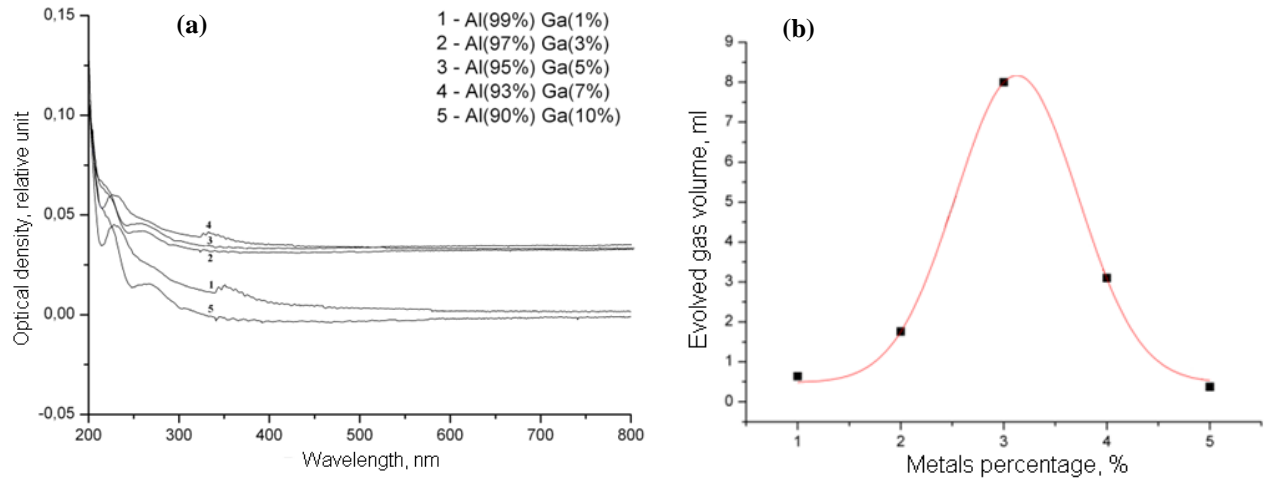 (a)
1 - Al(99%) Ga(1%)
2 - Al(97%) Ga(3%)
3 - Al(95%) Ga(5%)
4 - Al(93%) Ga(7%)
5 - Al(90%) Ga(10%)
0,15
0,10
0,05
0,00
-0,05
Optical density, relative unit
4
3
2
1
5
200 300 400 500 600 700 800
Wavelength, nm
(b)
9
8
7
6
5
4
3
2
1
0
Evolved gas volume, ml
1 2 3 4 5
Metals percentage, %